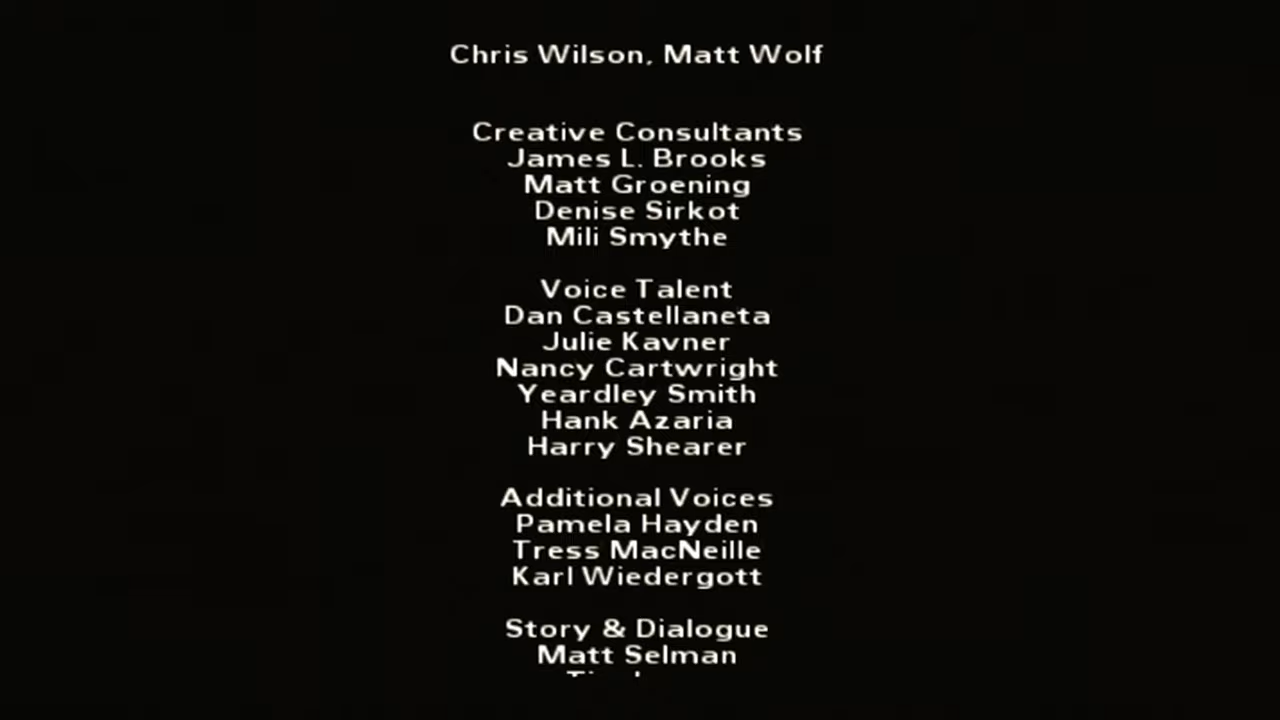 Chris Wilson, Matt Wolf
Creative Consultants
James L. Brooks
Matt Groening
Denise Sirkot
Mili Smythe
Voice Talent
Dan Castellaneta
Julie Kavner
Nancy Cartwright
Yeardley Smith
Hank Azaria
Harry Shearer
Additional Voices
Pamela Hayden
Tress MacNeille
Karl Wiedergott
Story & Dialogue
Matt Selman